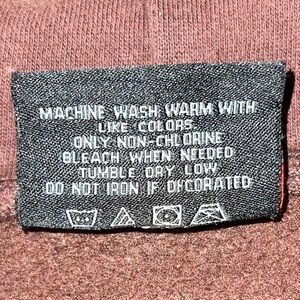 MACHINE WASH WARM WITH
LIKE COLORS.
ONLY NON-CHLORINE
BLEACH WHEN NEEDED
TUMBLE DRY LOW
DO NOT IRON IF DECORATED